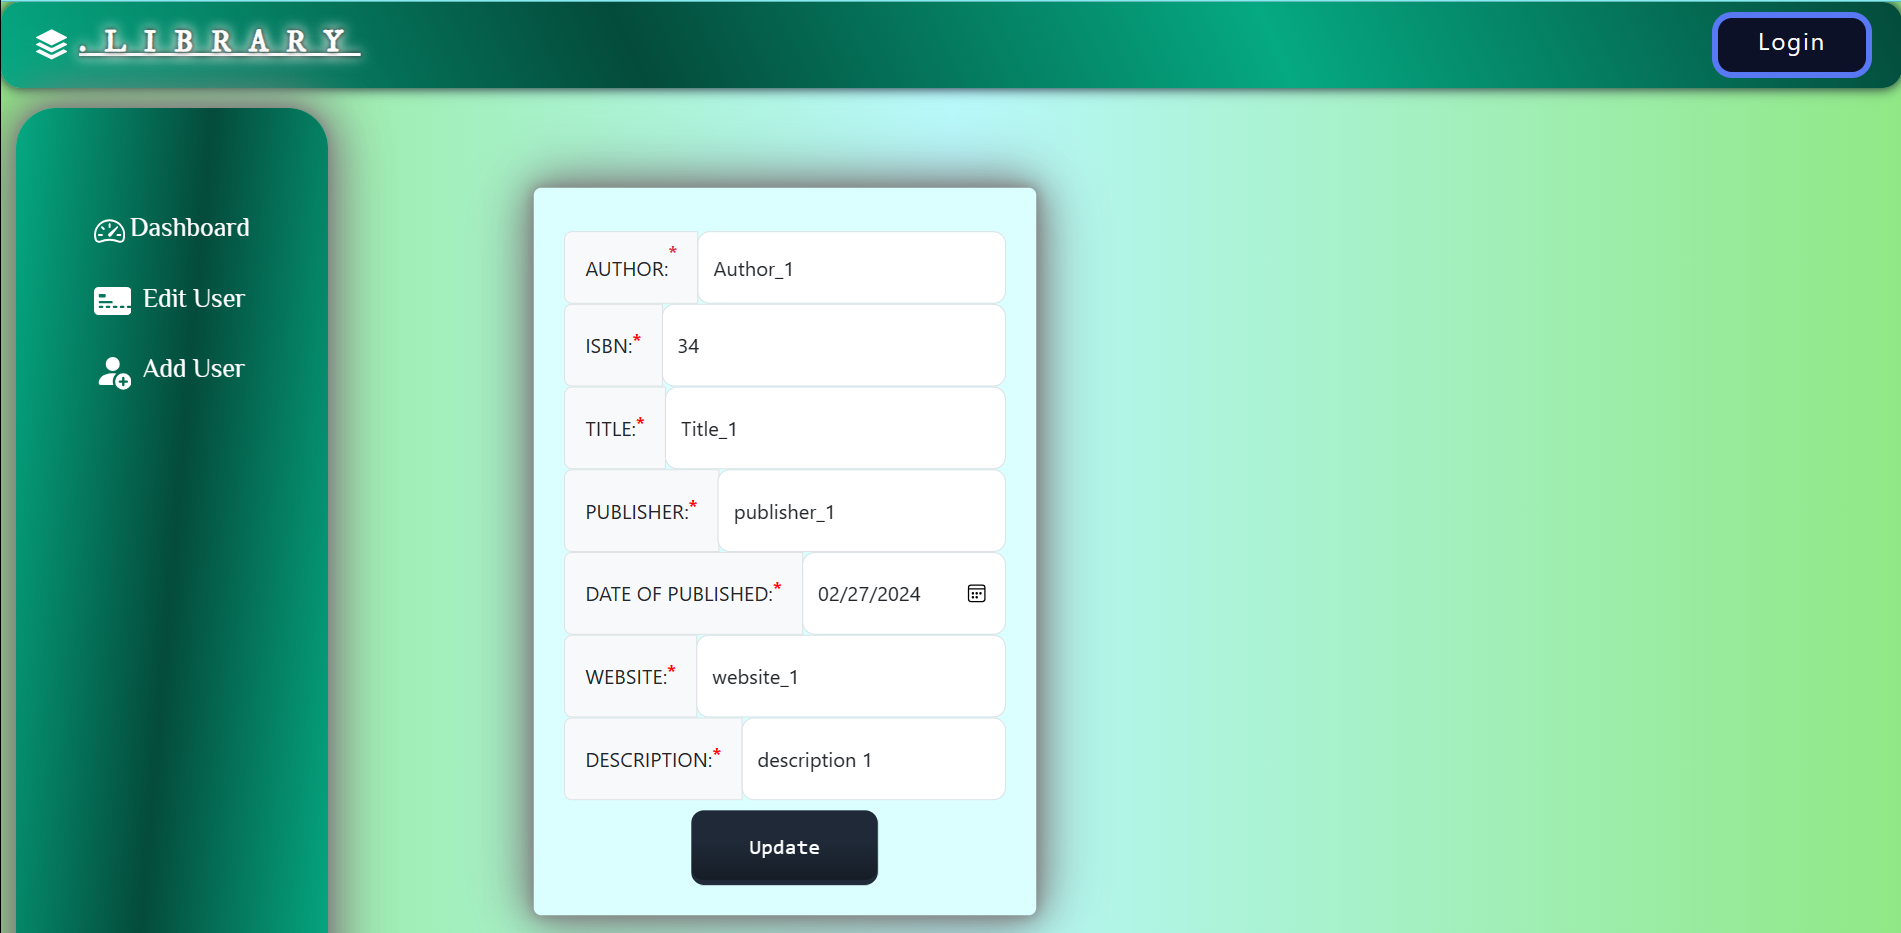 .LIBRARY
Login
Dashboard
Edit User
Add User
AUTHOR:* Author_1
ISBN:* 34
TITLE:* Title_1
PUBLISHER:* publisher_1
DATE OF PUBLISHED:* 02/27/2024
WEBSITE:* website_1
DESCRIPTION:* description 1
Update